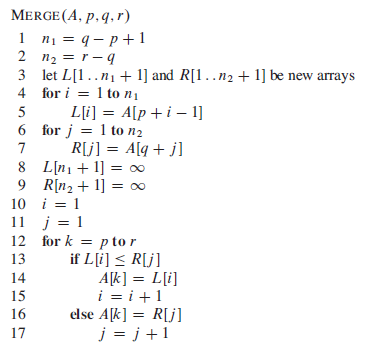 MERGE(A, p, q, r)
1 n₁ = q − p + 1
2 n₂ = r − q
3 let L[1 . . n₁ + 1] and R[1 . . n₂ + 1] be new arrays
4 for i = 1 to n₁
5 L[i] = A[p + i − 1]
6 for j = 1 to n₂
7 R[j] = A[q + j]
8 L[n₁ + 1] = ∞
9 R[n₂ + 1] = ∞
10 i = 1
11 j = 1
12 for k = p to r
13 if L[i] ≤ R[j]
14 A[k] = L[i]
15 i = i + 1
16 else A[k] = R[j]
17 j = j + 1